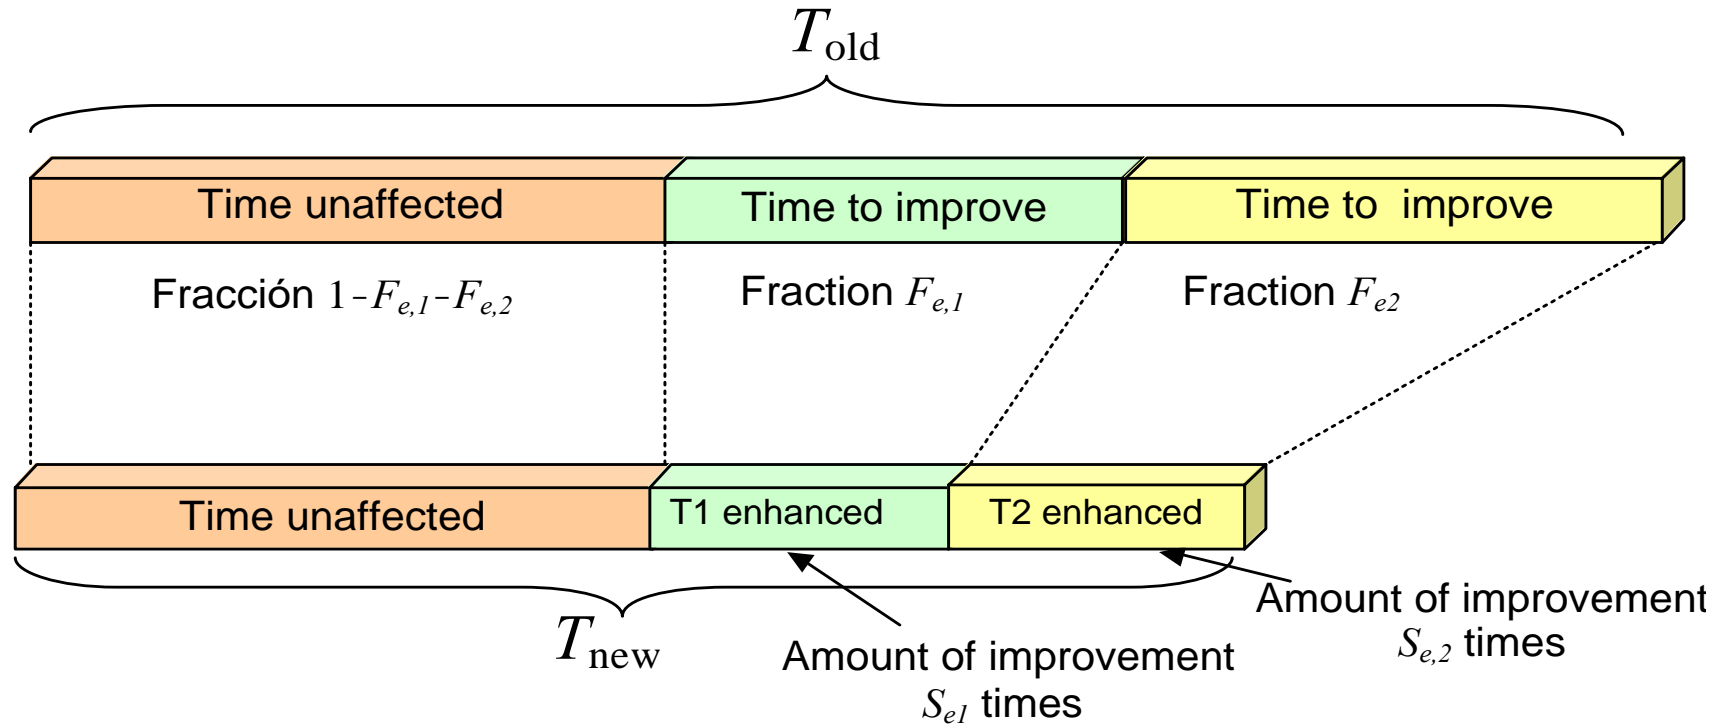 T_old
Time unaffected
Time to improve
Time to improve
Fracción 1-F_e,1-F_e,2
Fraction F_e,1
Fraction F_e2
Time unaffected
T1 enhanced
T2 enhanced
T_new
Amount of improvement
S_e1 times
Amount of improvement
S_e,2 times